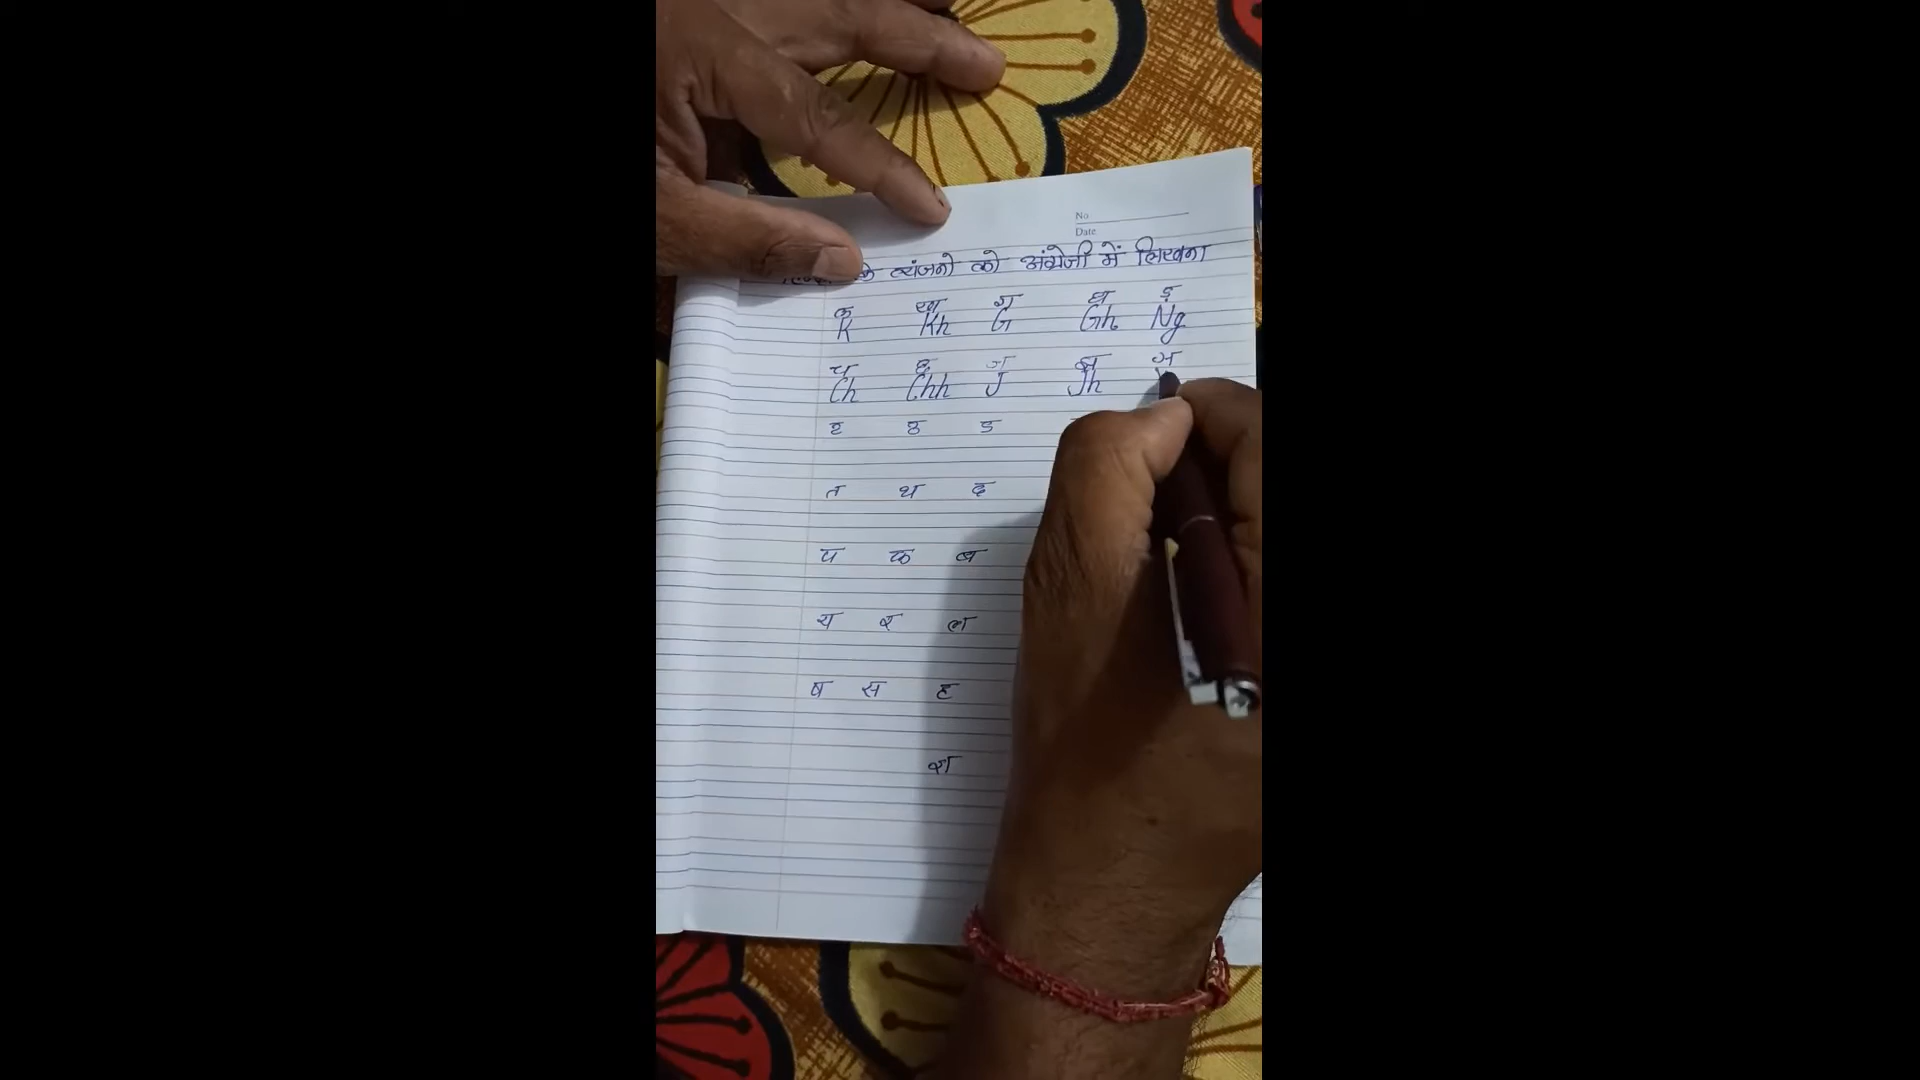 No
Date
के व्यंजनो को अंग्रेजी में लिखना
क ख ग घ ङ
K Kh G Gh Ng
च छ ज झ ञ
Ch Chh J Jh
ट ठ ड
त थ द
प फ ब
य र ल
ष स ह